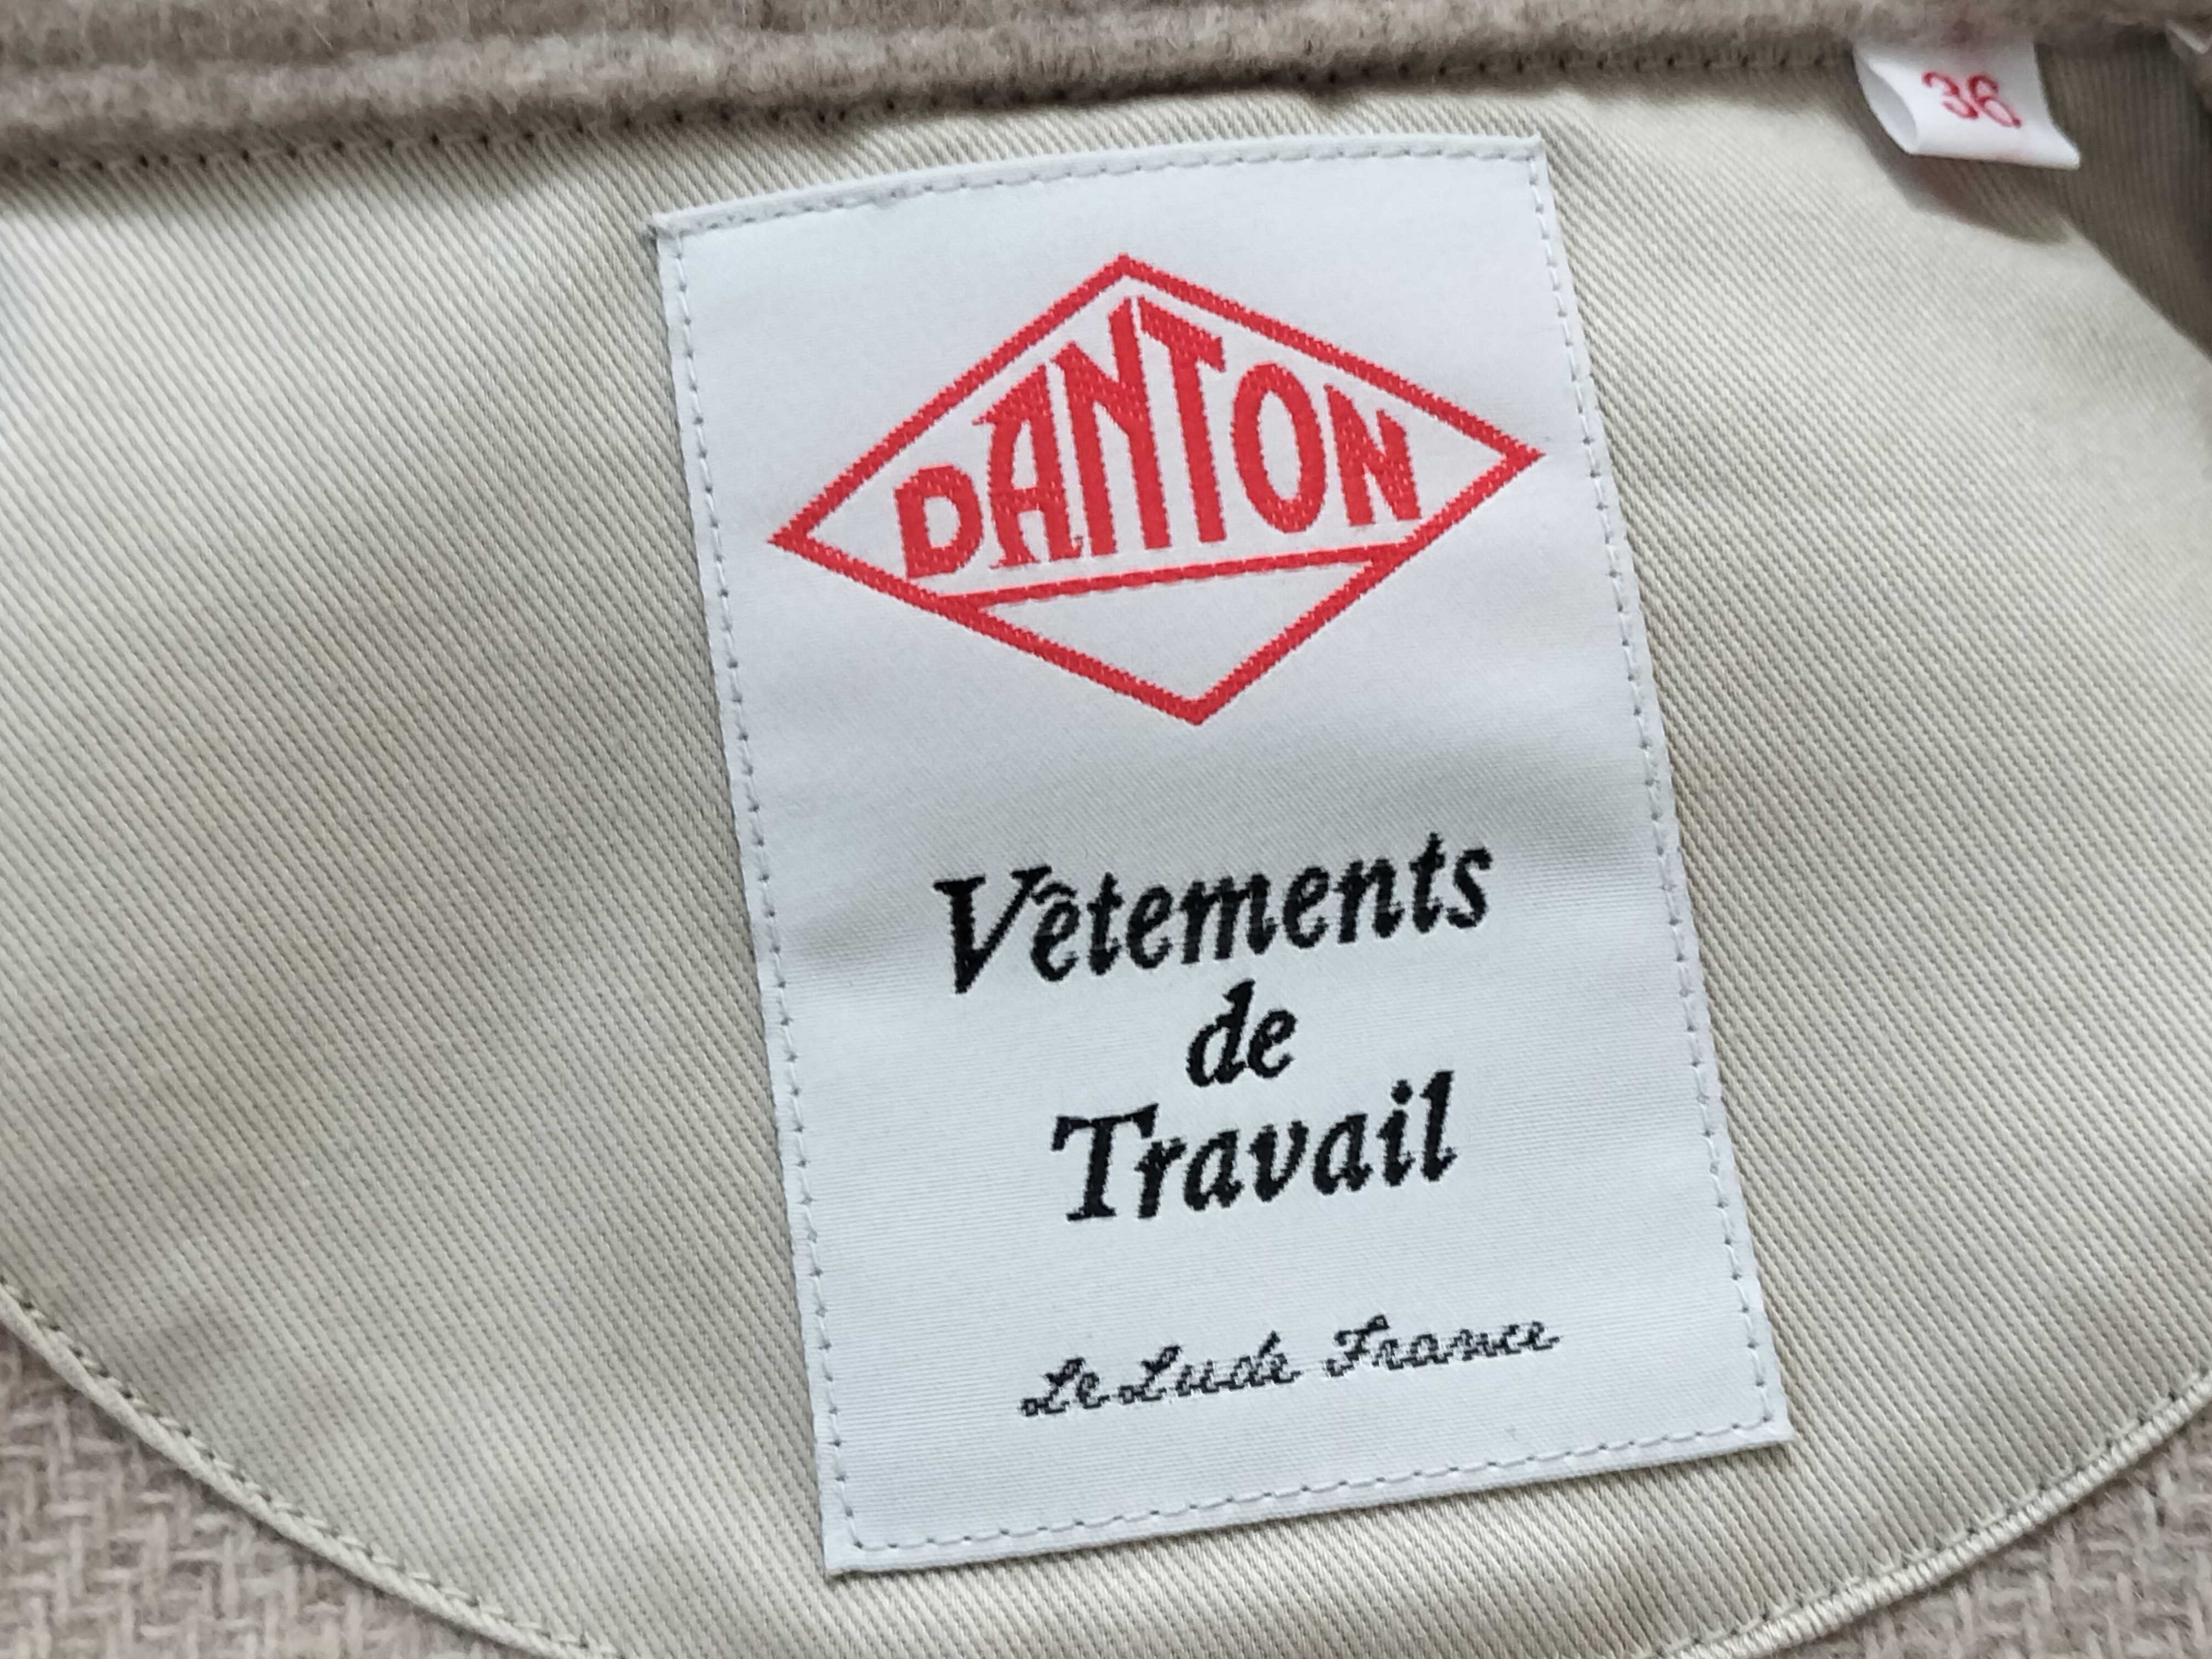 36
DANTON
Vêtements
de
Travail
Le Lude France